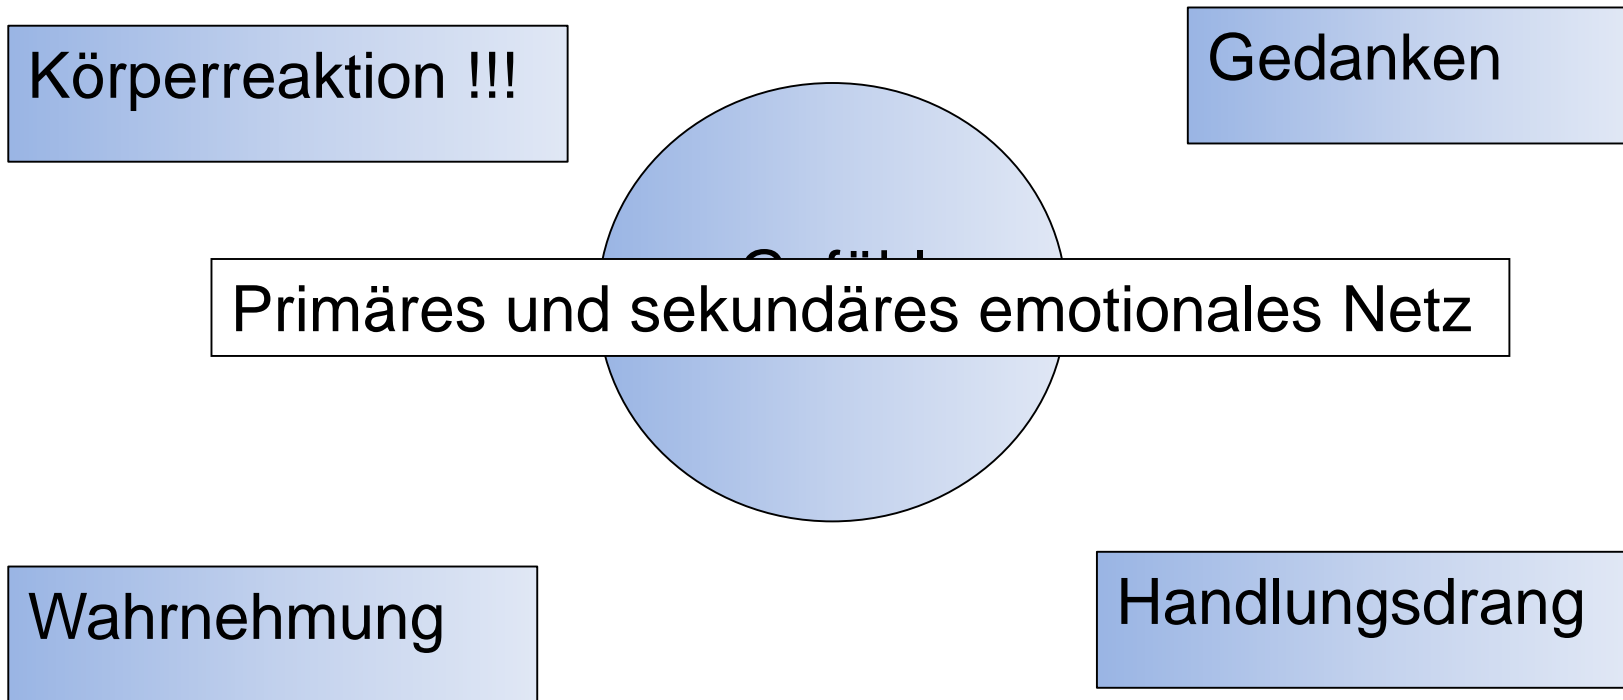 Körperreaktion !!!
Gedanken
Primäres und sekundäres emotionales Netz
Wahrnehmung
Handlungsdrang